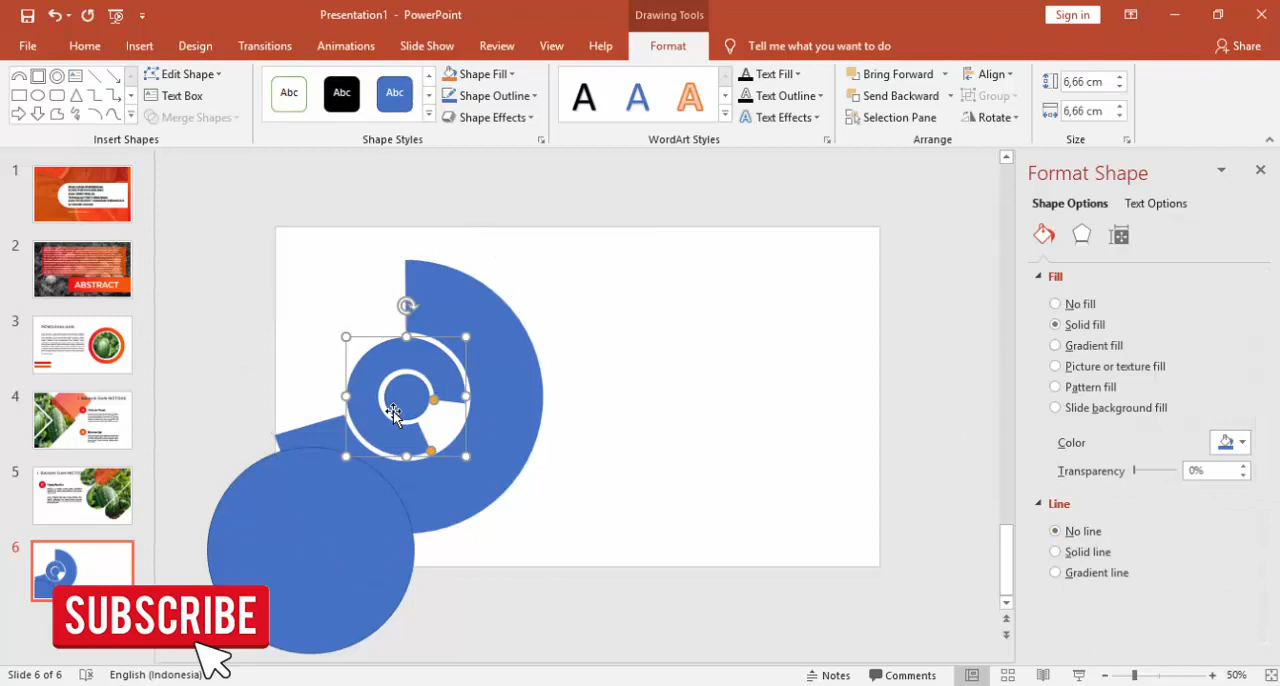 Presentation1 - PowerPoint
Drawing Tools
Sign in
File Home Insert Design Transitions Animations Slide Show Review View Help Format Tell me what you want to do Share
Edit Shape
Text Box
Merge Shapes
Insert Shapes
Abc Abc Abc
Shape Fill
Shape Outline
Shape Effects
Shape Styles
A A A
Text Fill
Text Outline
Text Effects
WordArt Styles
Bring Forward
Send Backward
Selection Pane
Align
Group
Rotate
Arrange
6,66 cm
6,66 cm
Size
1
2
ABSTRACT
3
4
5
6
Format Shape
Shape Options Text Options
Fill
No fill
Solid fill
Gradient fill
Picture or texture fill
Pattern fill
Slide background fill
Color
Transparency 0%
Line
No line
Solid line
Gradient line
SUBSCRIBE
Slide 6 of 6 English (Indonesia) Notes Comments 50%